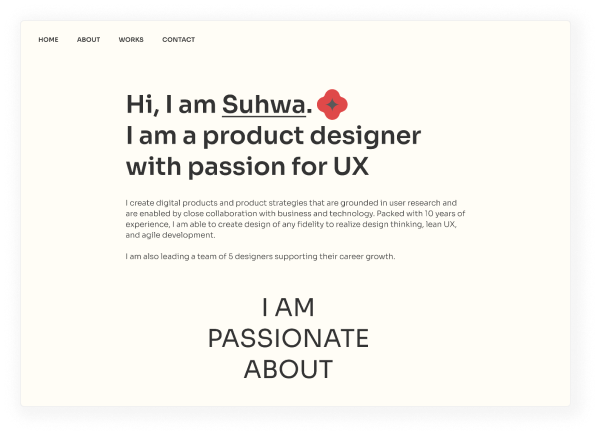 HOME ABOUT WORKS CONTACT
Hi, I am Suhwa.
I am a product designer
with passion for UX
I create digital products and product strategies that are grounded in user research and
are enabled by close collaboration with business and technology. Packed with 10 years of
experience, I am able to create design of any fidelity to realize design thinking, lean UX,
and agile development.
I am also leading a team of 5 designers supporting their career growth.
I AM
PASSIONATE
ABOUT